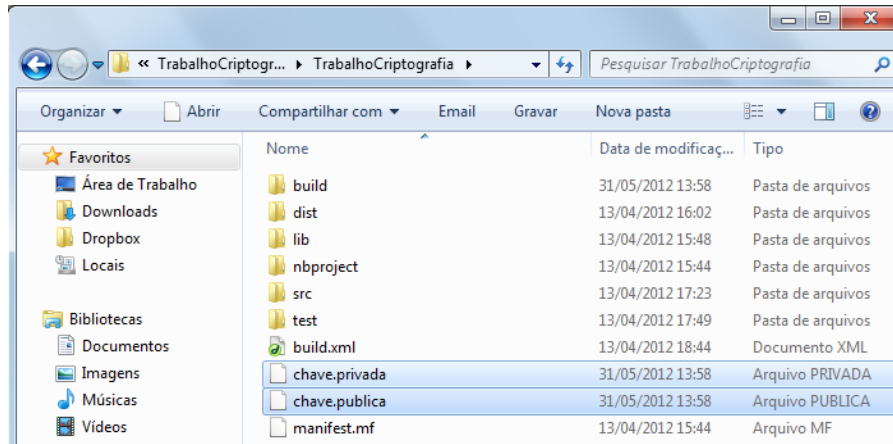 « TrabalhoCriptogr... TrabalhoCriptografia Pesquisar TrabalhoCriptografia
Organizar Abrir Compartilhar com Email Gravar Nova pasta
Favoritos
Área de Trabalho
Downloads
Dropbox
Locais
Bibliotecas
Documentos
Imagens
Músicas
Vídeos
Nome Data de modificaç... Tipo
build 31/05/2012 13:58 Pasta de arquivos
dist 13/04/2012 16:02 Pasta de arquivos
lib 13/04/2012 15:48 Pasta de arquivos
nbproject 13/04/2012 15:44 Pasta de arquivos
src 13/04/2012 17:23 Pasta de arquivos
test 13/04/2012 17:49 Pasta de arquivos
build.xml 13/04/2012 18:44 Documento XML
chave.privada 31/05/2012 13:58 Arquivo PRIVADA
chave.publica 31/05/2012 13:58 Arquivo PUBLICA
manifest.mf 13/04/2012 15:44 Arquivo MF